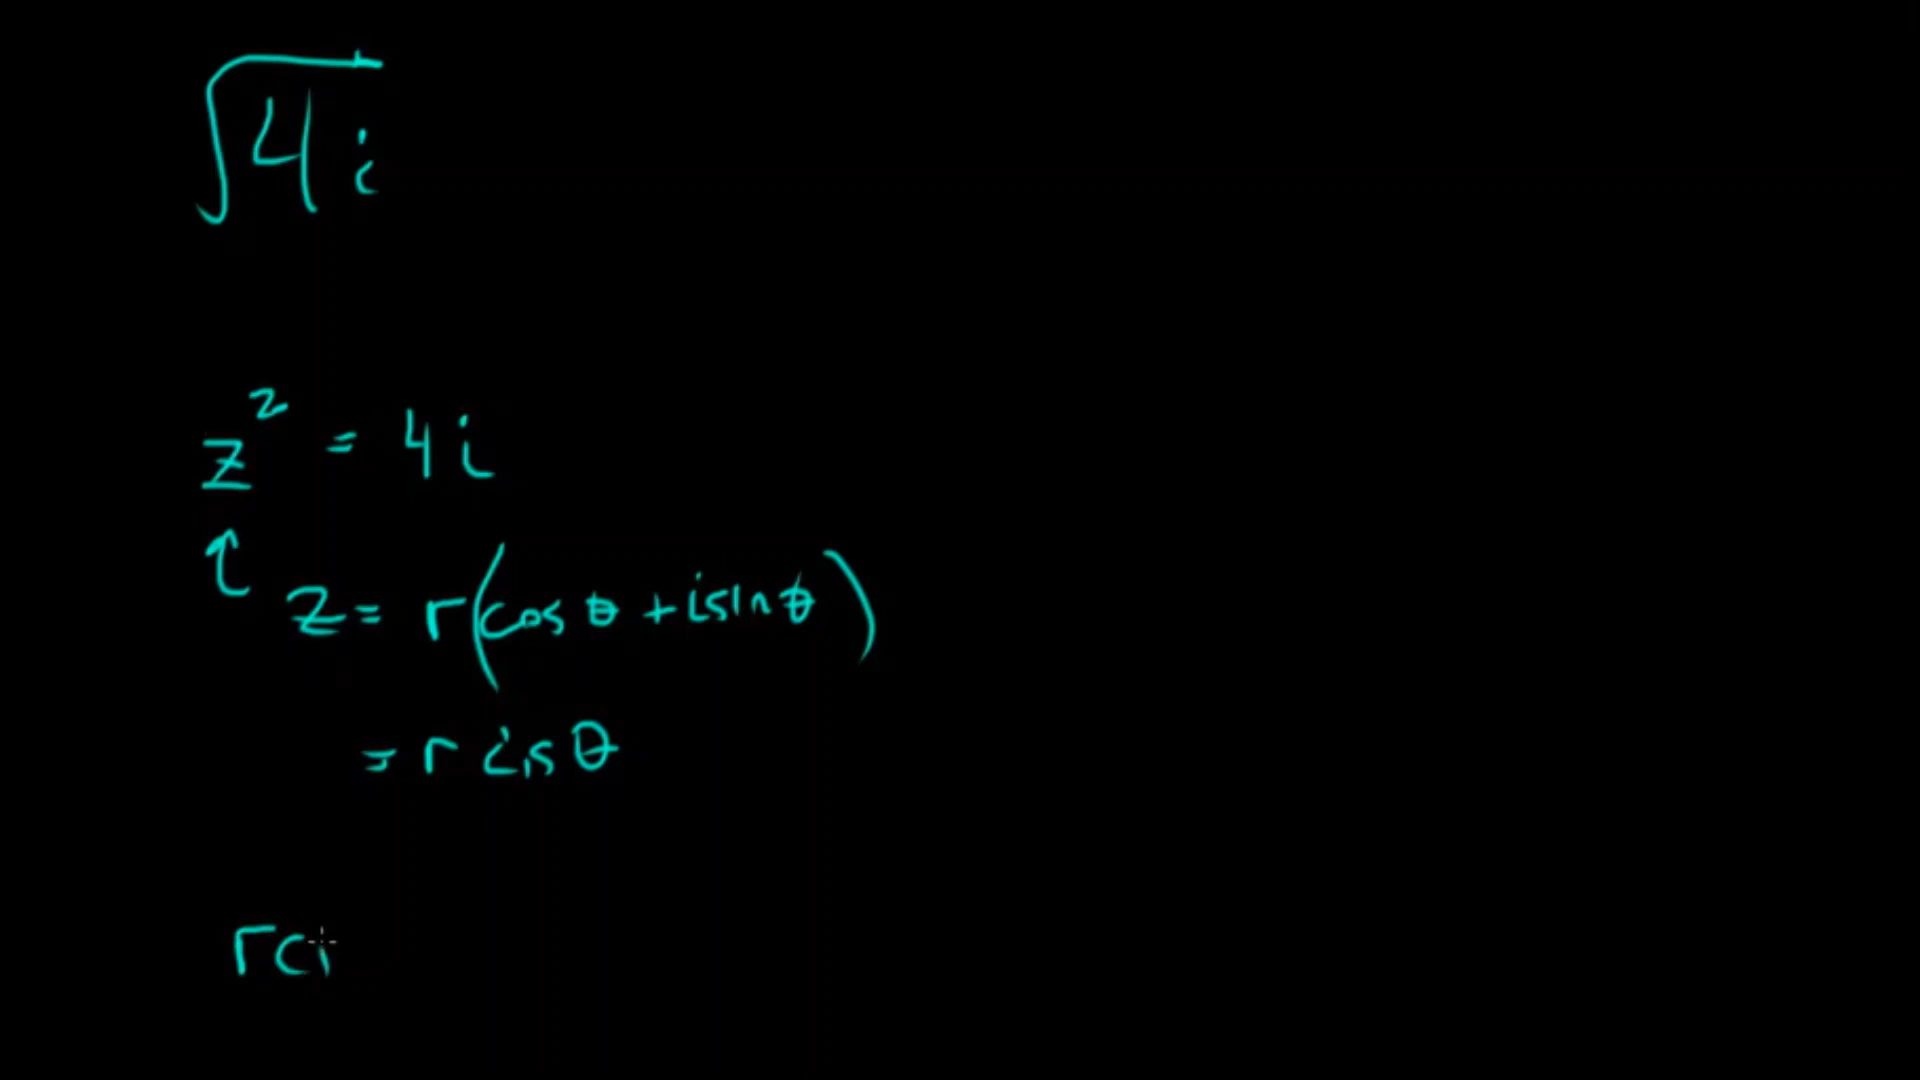 √4i
z² = 4i
z = r(cos θ + i sin θ)
= r cis θ
rci